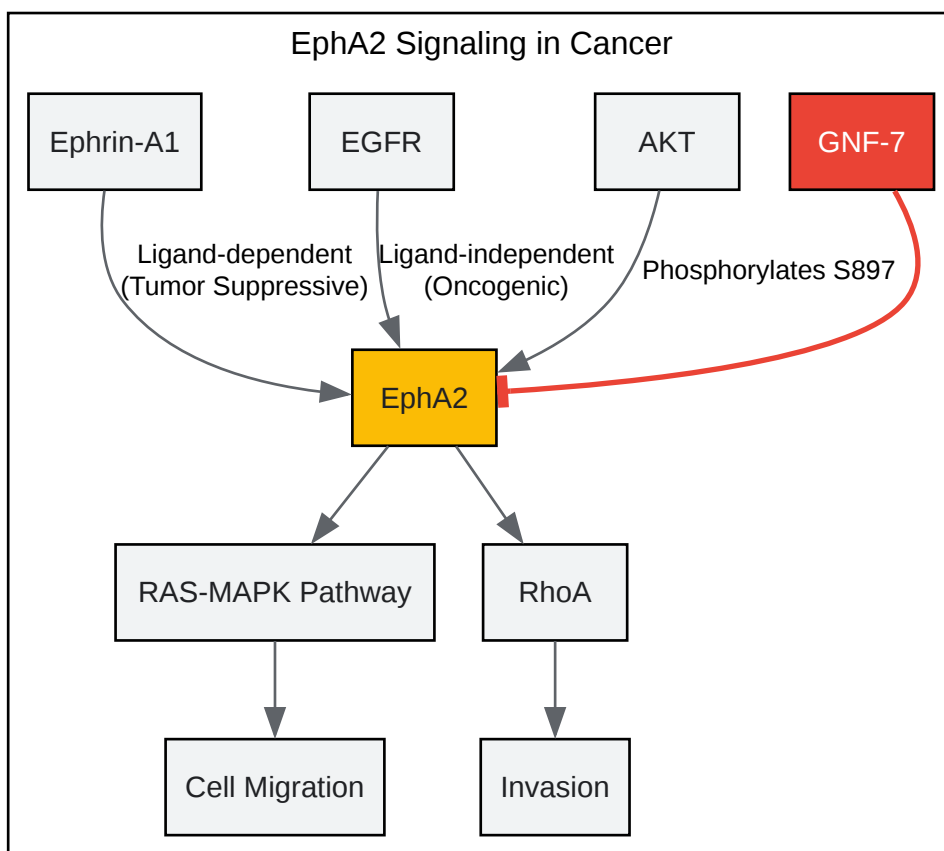 EphA2 Signaling in Cancer
Ephrin-A1
EGFR
AKT
GNF-7
Ligand-dependent
(Tumor Suppressive)
Ligand-independent
(Oncogenic)
Phosphorylates S897
EphA2
RAS-MAPK Pathway
RhoA
Cell Migration
Invasion